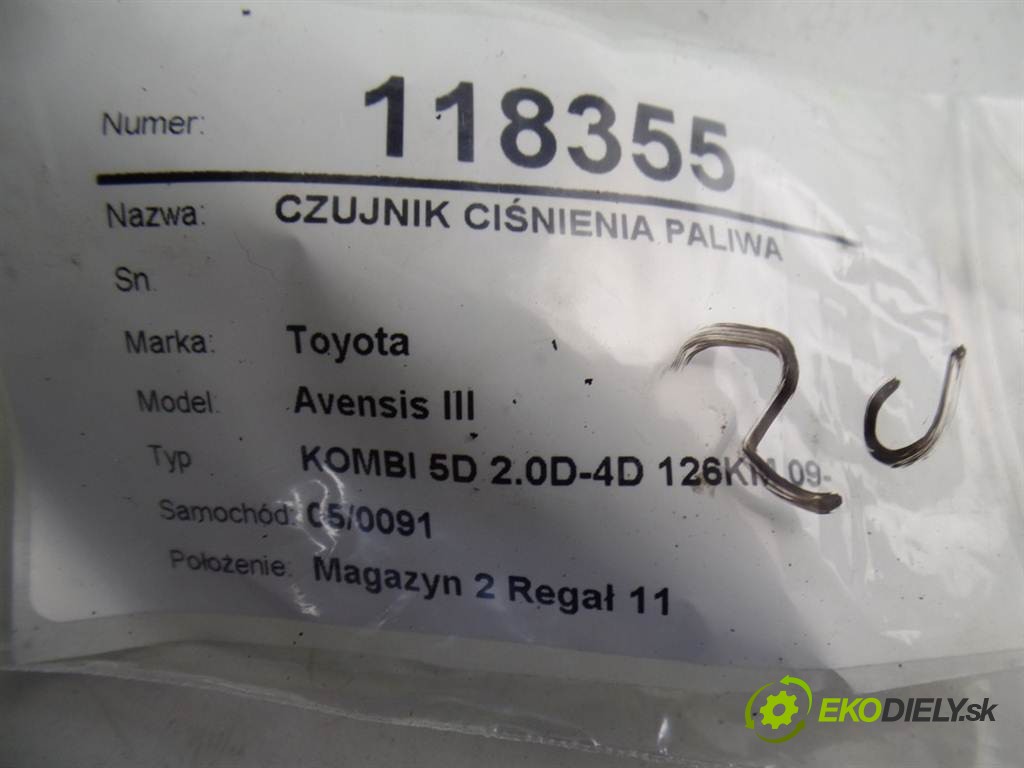 Numer: 118355
Nazwa: CZUJNIK CIŚNIENIA PALIWA
Sn.
Marka: Toyota
Model: Avensis III
Typ KOMBI 5D 2.0D-4D 126KM 09-
Samochód: 05/0091
Położenie: Magazyn 2 Regał 11
EKODIELY.sk